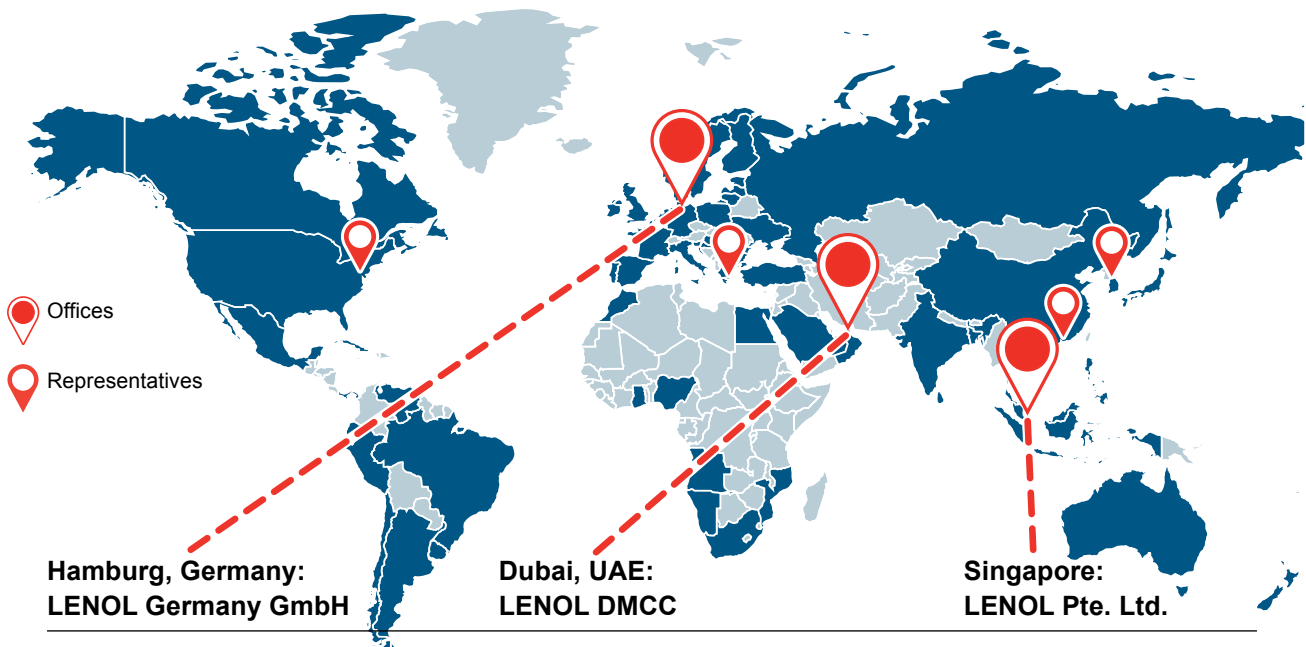 Offices
Representatives
Hamburg, Germany:
LENOL Germany GmbH
Dubai, UAE:
LENOL DMCC
Singapore:
LENOL Pte. Ltd.